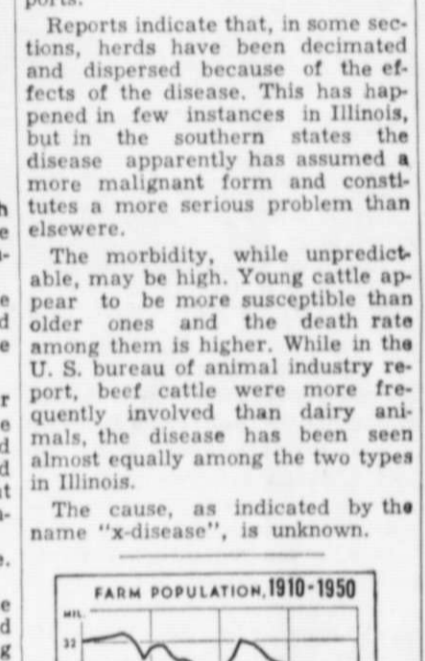 ports.
Reports indicate that, in some sec-
tions, herds have been decimated
and dispersed because of the ef-
fects of the disease. This has hap-
pened in few instances in Illinois,
but in the southern states the
disease apparently has assumed a
more malignant form and consti-
tutes a more serious problem than
elsewere.
The morbidity, while unpredict-
able, may be high. Young cattle ap-
pear to be more susceptible than
older ones and the death rate
among them is higher. While in the
U. S. bureau of animal industry re-
port, beef cattle were more fre-
quently involved than dairy ani-
mals, the disease has been seen
almost equally among the two types
in Illinois.
The cause, as indicated by the
name "x-disease", is unknown.
FARM POPULATION, 1910-1950
MIL.
33